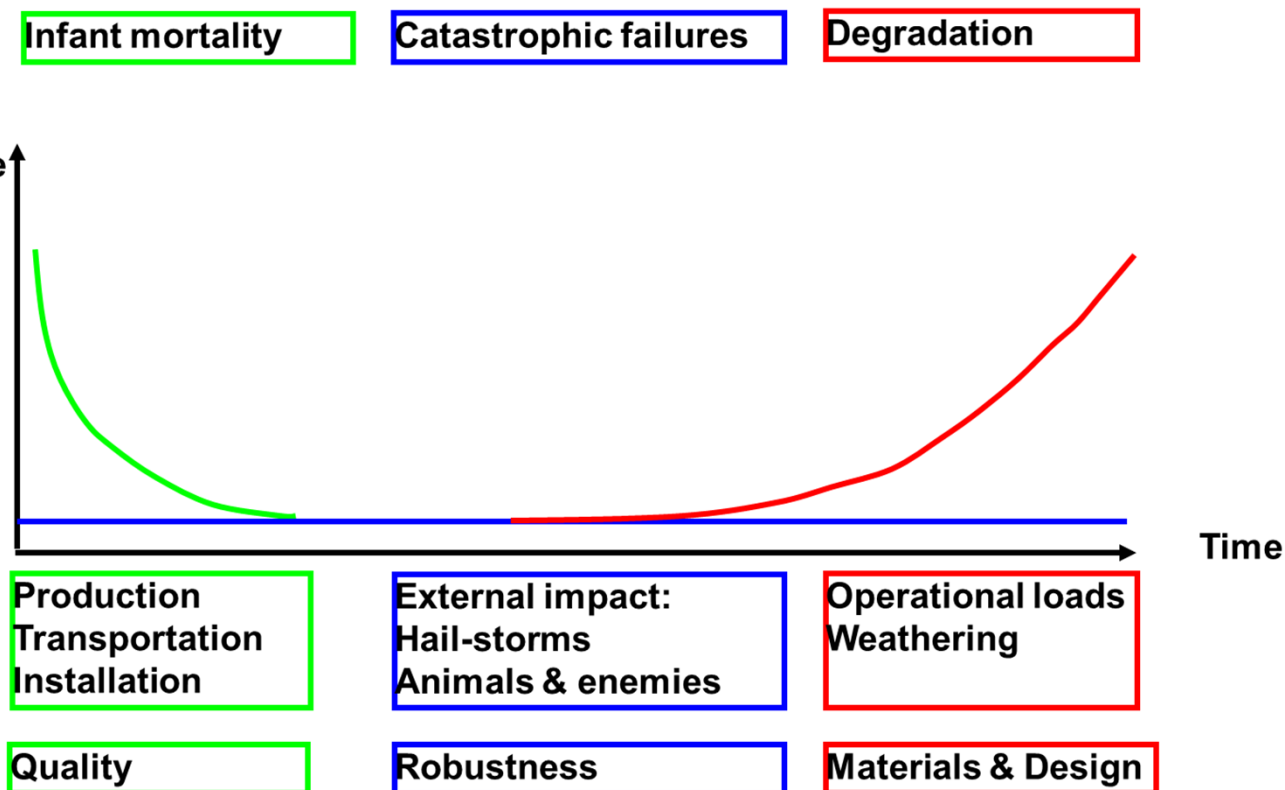 Infant mortality
Catastrophic failures
Degradation
Time
Production
Transportation
Installation
External impact:
Hail-storms
Animals & enemies
Operational loads
Weathering
Quality
Robustness
Materials & Design